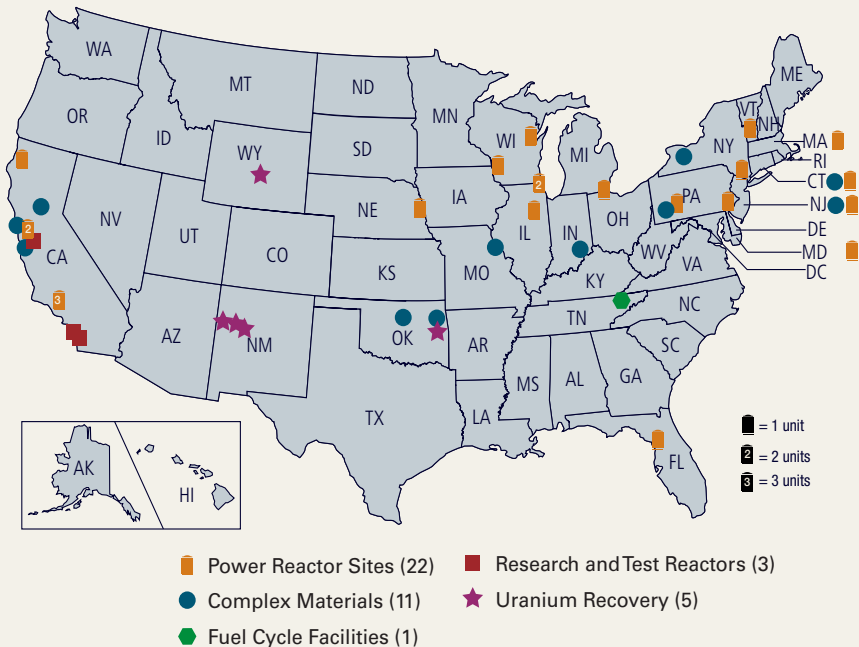 WA
MT
ND
MN
ME
VT
NH
OR
ID
WY
SD
WI
MI
NY
MA
RI
CT
NJ
IA
NE
PA
OH
IL
IN
2
NV
UT
CO
CA
2
KS
MO
WV
VA
DE
MD
DC
KY
3
AZ
NM
OK
AR
TN
NC
SC
MS
AL
GA
TX
LA
FL
AK
HI
= 1 unit
2 = 2 units
3 = 3 units
Power Reactor Sites (22)
Research and Test Reactors (3)
Complex Materials (11)
Uranium Recovery (5)
Fuel Cycle Facilities (1)